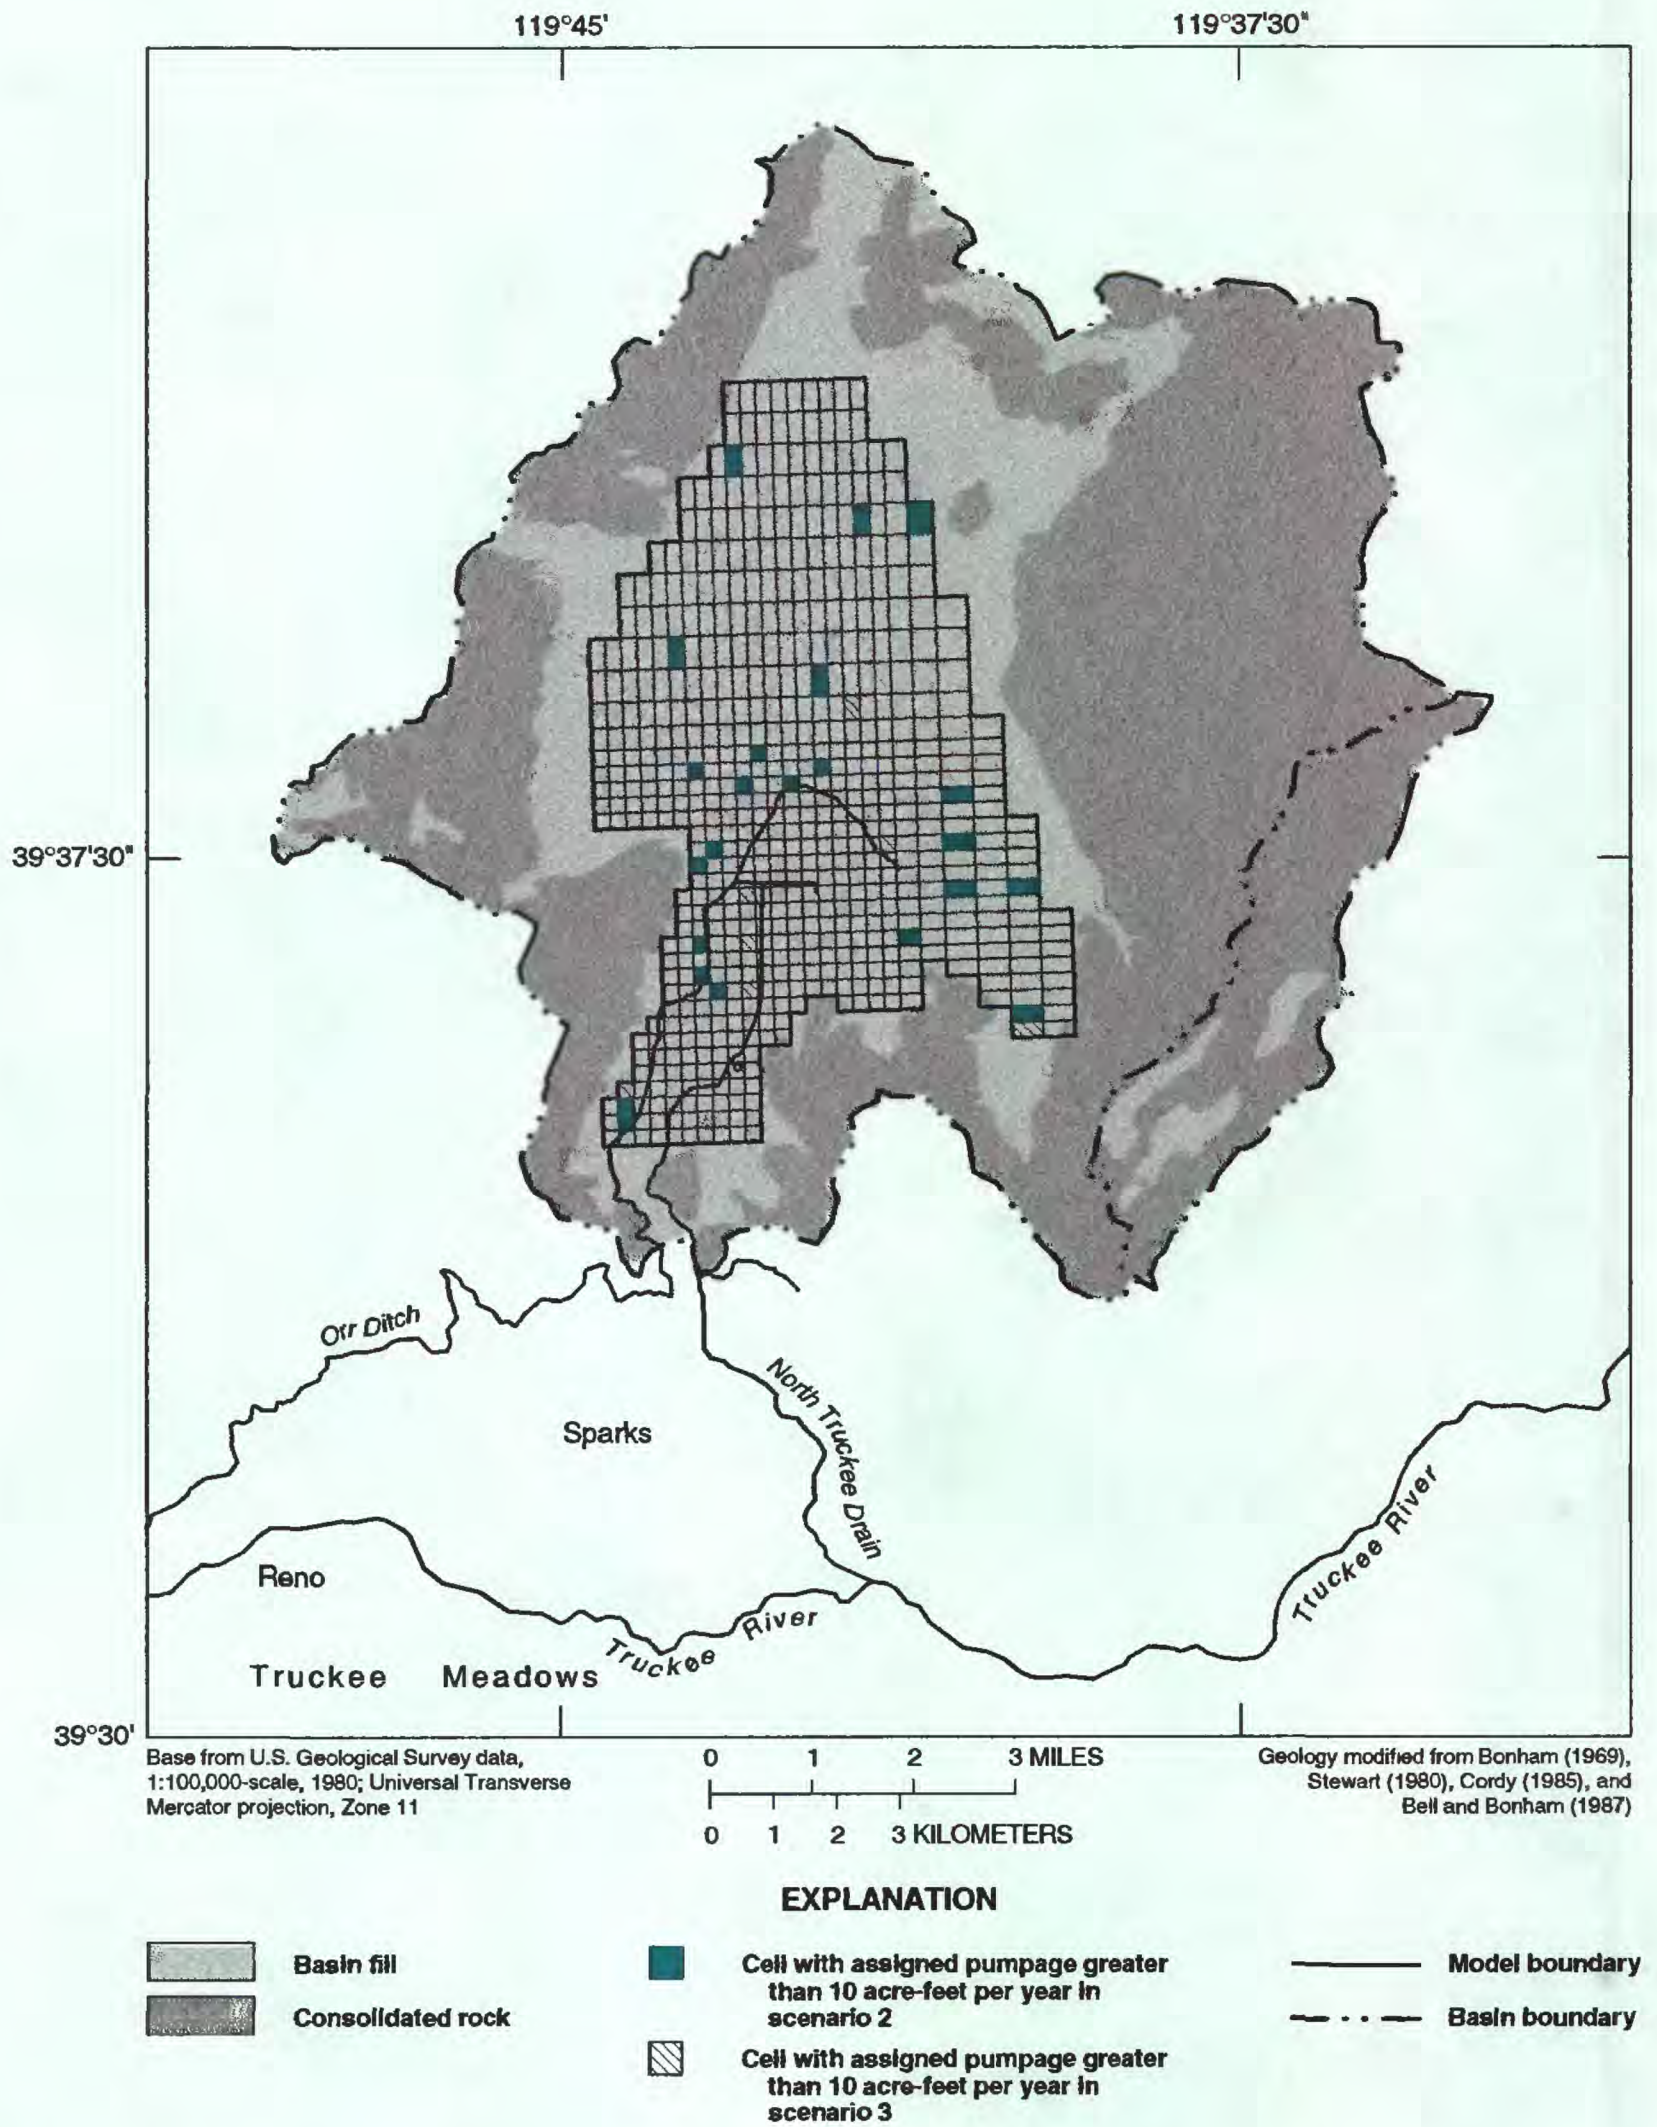 119°45'
119°37'30"
39°37'30"
Orr Ditch
North Truckee Drain
Sparks
Reno
Truckee River
Truckee River
Truckee Meadows
39°30'
Base from U.S. Geological Survey data,
1:100,000-scale, 1980; Universal Transverse
Mercator projection, Zone 11
0 1 2 3 MILES
0 1 2 3 KILOMETERS
Geology modified from Bonham (1969),
Stewart (1980), Cordy (1985), and
Bell and Bonham (1987)
EXPLANATION
Basin fill
Consolidated rock
Cell with assigned pumpage greater
than 10 acre-feet per year in
scenario 2
Cell with assigned pumpage greater
than 10 acre-feet per year in
scenario 3
Model boundary
Basin boundary